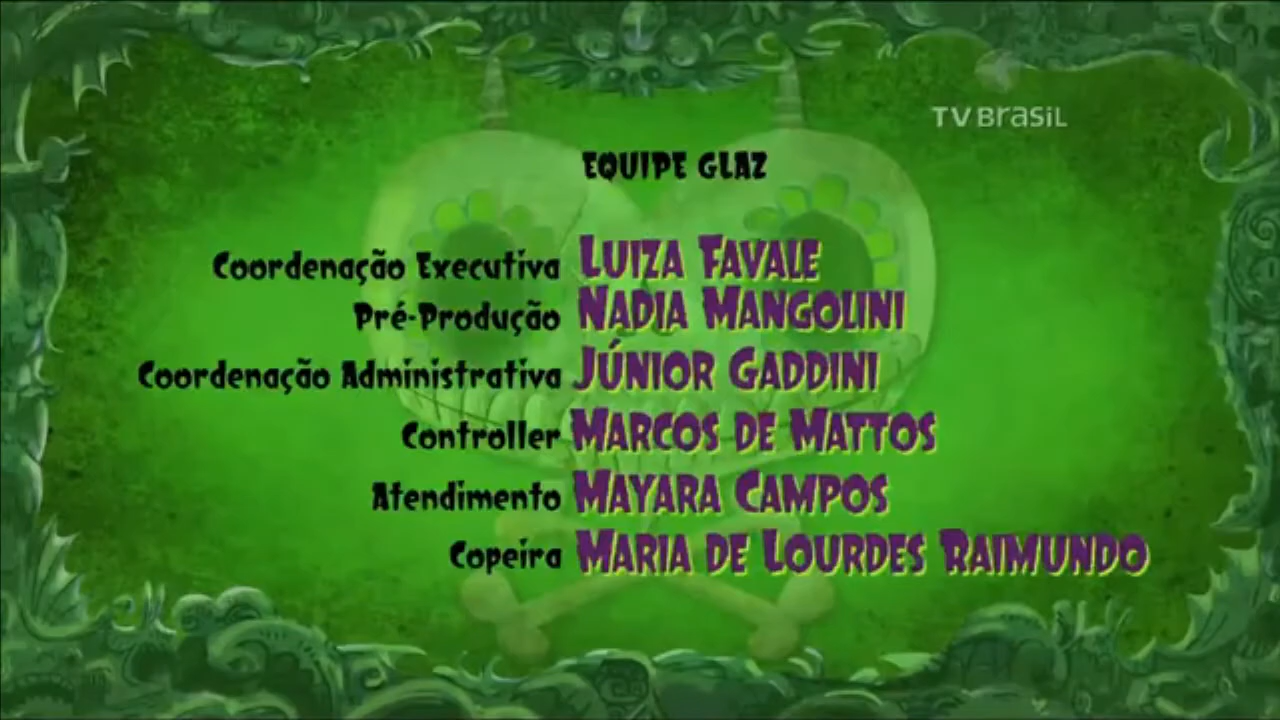 TV BRASIL
EQUIPE GLAZ
Coordenação Executiva LUIZA FAVALE
Pré-Produção NADIA MANGOLINI
Coordenação Administrativa JÚNIOR GADDINI
Controller MARCOS DE MATTOS
Atendimento MAYARA CAMPOS
Copeira MARIA DE LOURDES RAIMUNDO